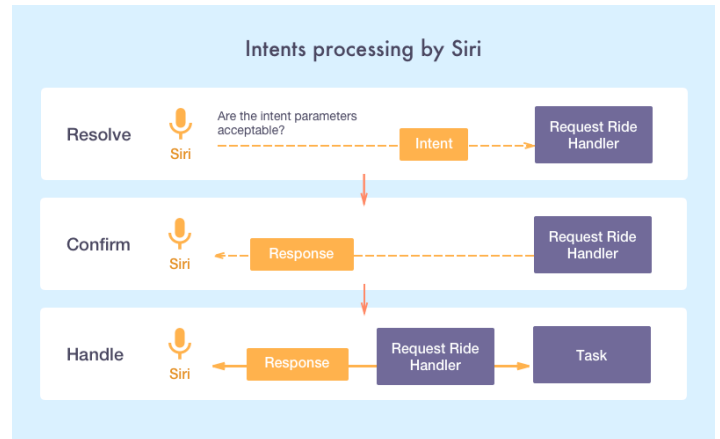 Intents processing by Siri
Resolve
Siri
Are the intent parameters
acceptable?
Intent
Request Ride
Handler
Confirm
Siri
Response
Request Ride
Handler
Handle
Siri
Response
Request Ride
Handler
Task